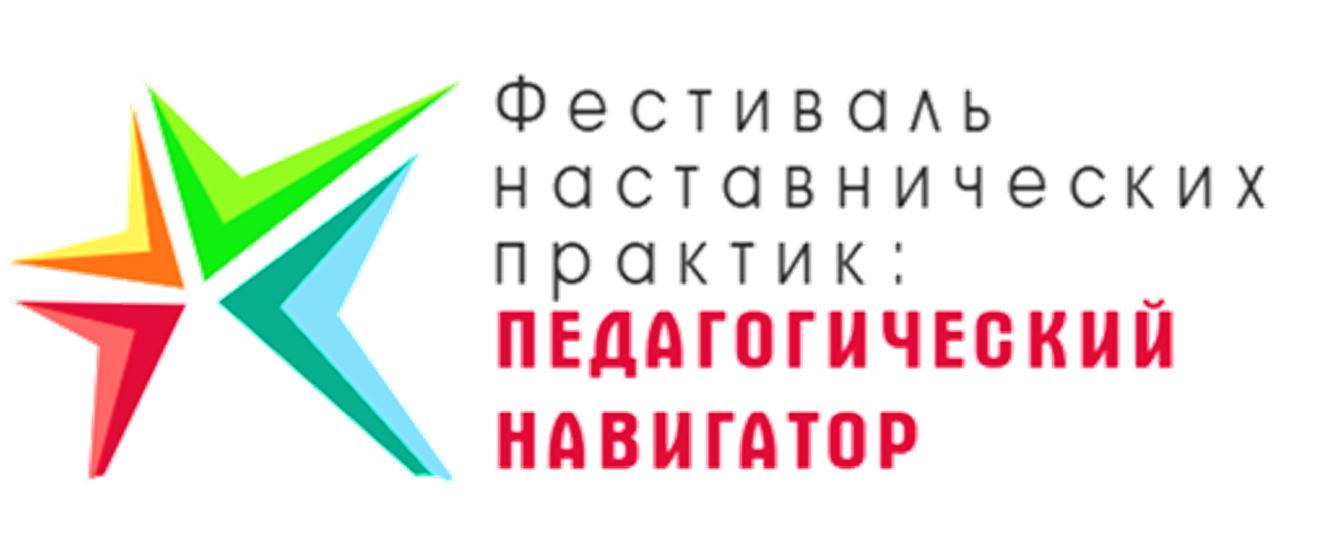 Фестиваль
наставнических
практик:
ПЕДАГОГИЧЕСКИЙ
НАВИГАТОР